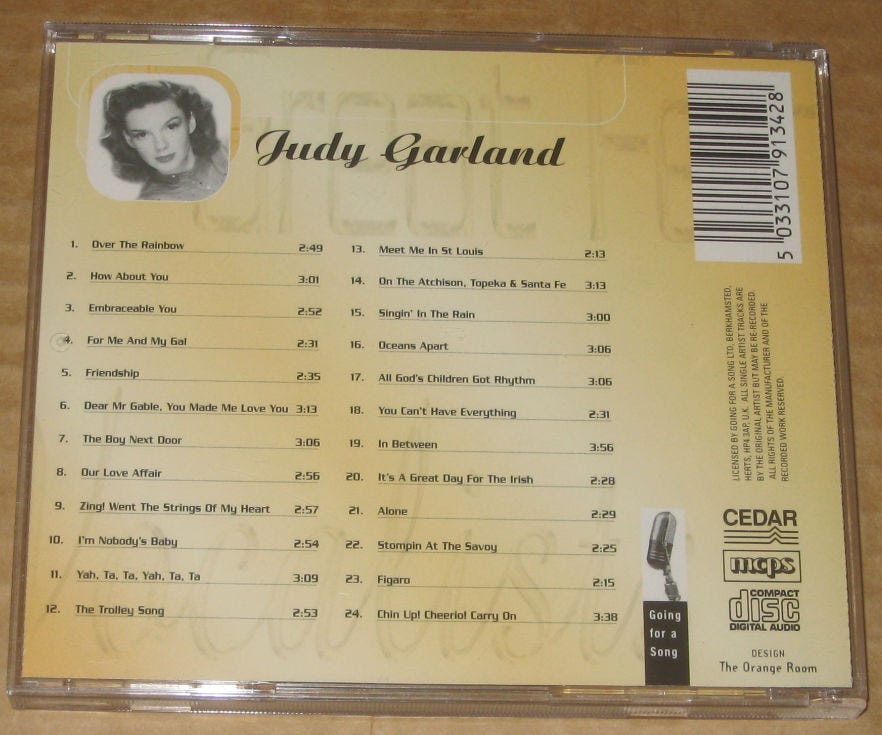 Judy Garland
1. Over The Rainbow 2:49
2. How About You 3:01
3. Embraceable You 2:52
4. For Me And My Gal 2:31
5. Friendship 2:35
6. Dear Mr Gable, You Made Me Love You 3:13
7. The Boy Next Door 3:06
8. Our Love Affair 2:56
9. Zing! Went The Strings Of My Heart 2:57
10. I'm Nobody's Baby 2:54
11. Yah, Ta, Ta, Yah, Ta, Ta 3:09
12. The Trolley Song 2:53
13. Meet Me In St Louis 2:13
14. On The Atchison, Topeka & Santa Fe 3:13
15. Singin' In The Rain 3:00
16. Oceans Apart 3:06
17. All God's Children Got Rhythm 3:06
18. You Can't Have Everything 2:31
19. In Between 3:56
20. It's A Great Day For The Irish 2:28
21. Alone 2:29
22. Stompin At The Savoy 2:25
23. Figaro 2:15
24. Chin Up! Cheerio! Carry On 3:38
5 033107 913428
LICENSED BY GOING FOR A SONG LTD, BERKHAMSTED,
HERTS, HP4 3AP, U.K. ALL SINGLE ARTIST TRACKS ARE
BY THE ORIGINAL ARTIST BUT MAY BE RE-RECORDED.
ALL RIGHTS OF THE MANUFACTURER AND OF THE
RECORDED WORK RESERVED.
Going
for a
Song
CEDAR
mcps
COMPACT
disc
DIGITAL AUDIO
DESIGN
The Orange Room